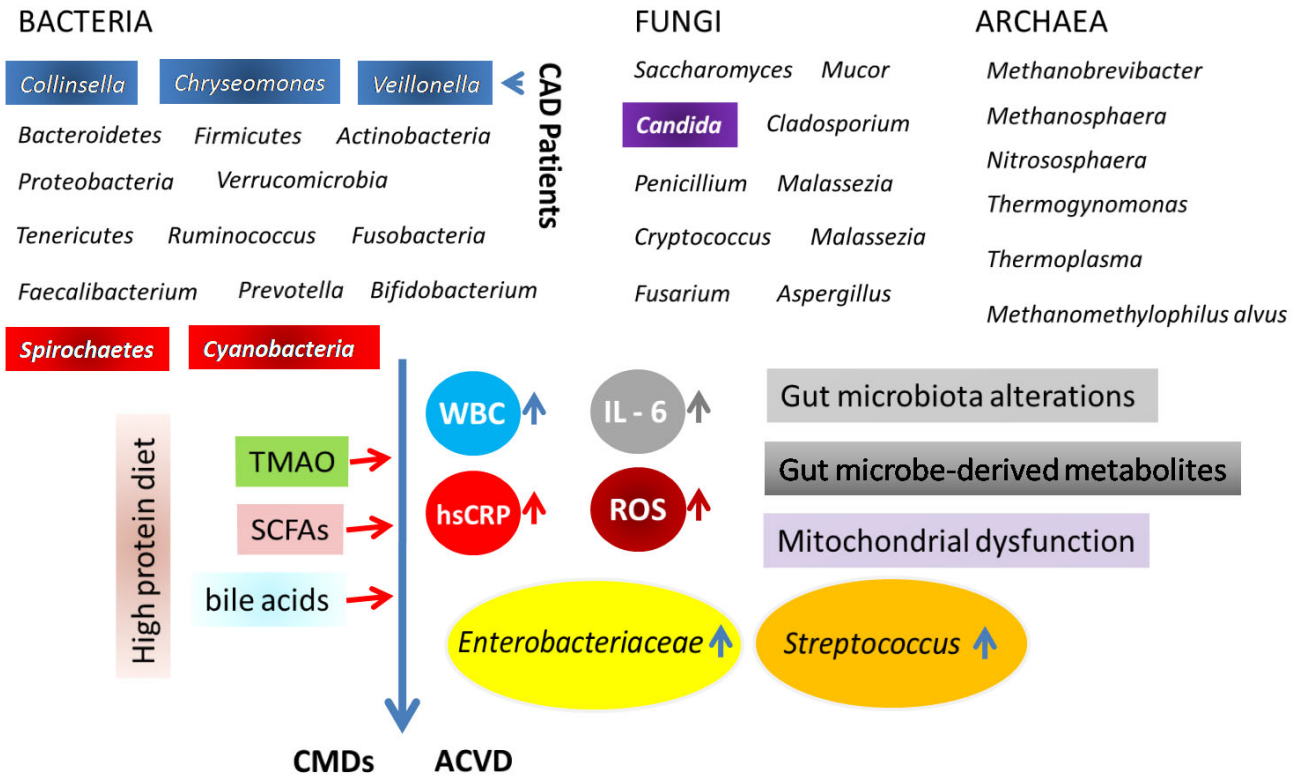 BACTERIA
Collinsella Chryseomonas Veillonella
Bacteroidetes Firmicutes Actinobacteria
Proteobacteria Verrucomicrobia
Tenericutes Ruminococcus Fusobacteria
Faecalibacterium Prevotella Bifidobacterium
Spirochaetes Cyanobacteria
CAD Patients
FUNGI
Saccharomyces Mucor
Candida Cladosporium
Penicillium Malassezia
Cryptococcus Malassezia
Fusarium Aspergillus
ARCHAEA
Methanobrevibacter
Methanosphaera
Nitrososphaera
Thermogynomonas
Thermoplasma
Methanomethylophilus alvus
High protein diet
TMAO
SCFAs
bile acids
WBC IL - 6
hsCRP ROS
Gut microbiota alterations
Gut microbe-derived metabolites
Mitochondrial dysfunction
Enterobacteriaceae Streptococcus
CMDs ACVD